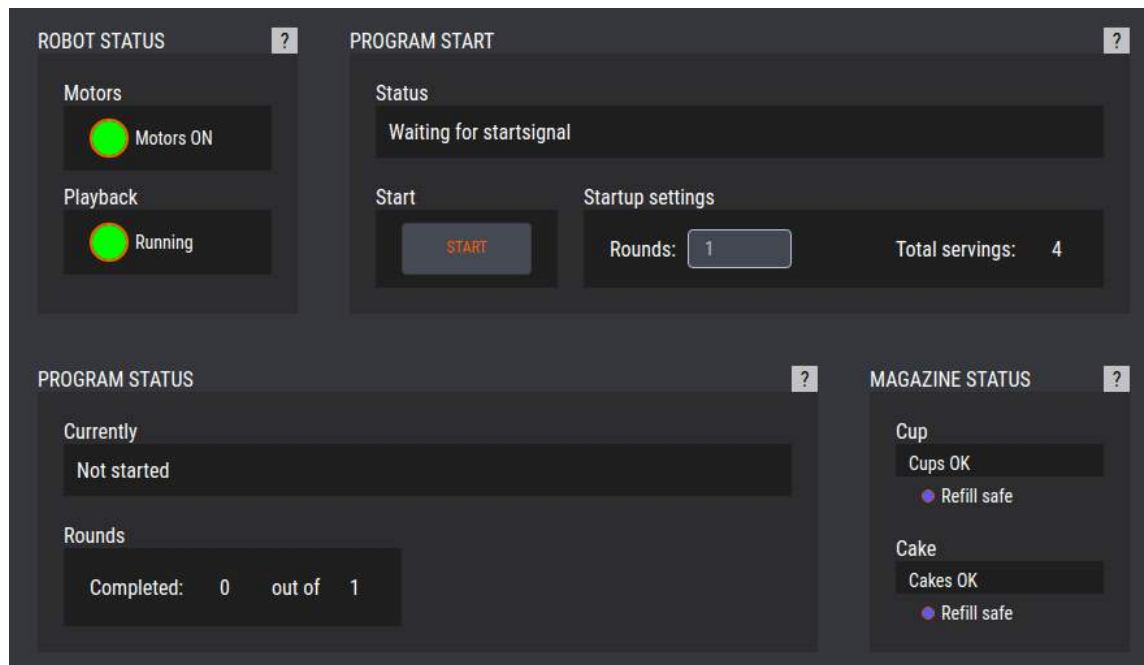 ROBOT STATUS ?
Motors
Motors ON
Playback
Running
PROGRAM START ?
Status
Waiting for startsignal
Start
START
Startup settings
Rounds: 1 Total servings: 4
PROGRAM STATUS ?
Currently
Not started
Rounds
Completed: 0 out of 1
MAGAZINE STATUS ?
Cup
Cups OK
Refill safe
Cake
Cakes OK
Refill safe